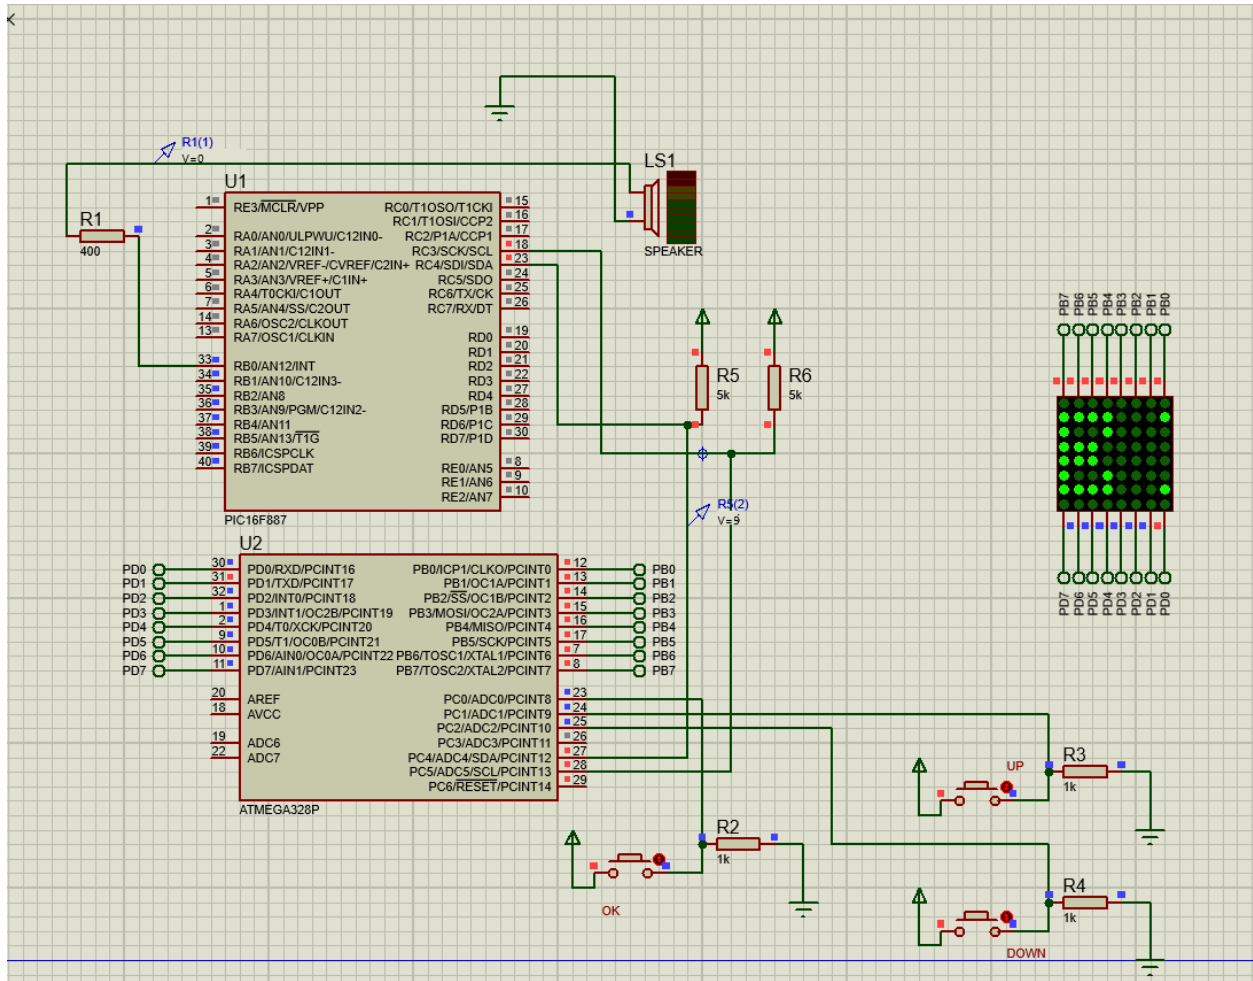 R1(1)
V=0
LS1
SPEAKER
U1
R1
400
1 RE3/MCLR/VPP
2 RA0/AN0/ULPWU/C12IN0-
3 RA1/AN1/C12IN1-
4 RA2/AN2/VREF-/CVREF/C2IN+
5 RA3/AN3/VREF+/C1IN+
6 RA4/T0CKI/C1OUT
7 RA5/AN4/SS/C2OUT
14 RA6/OSC2/CLKOUT
13 RA7/OSC1/CLKIN
33 RB0/AN12/INT
34 RB1/AN10/C12IN3-
35 RB2/AN8
36 RB3/AN9/PGM/C12IN2-
37 RB4/AN11
38 RB5/AN13/T1G
39 RB6/ICSPCLK
40 RB7/ICSPDAT
RC0/T1OSO/T1CKI 15
RC1/T1OSI/CCP2 16
RC2/P1A/CCP1 17
RC3/SCK/SCL 18
RC4/SDI/SDA 23
RC5/SDO 24
RC6/TX/CK 25
RC7/RX/DT 26
RD0 19
RD1 20
RD2 21
RD3 22
RD4 27
RD5/P1B 28
RD6/P1C 29
RD7/P1D 30
RE0/AN5 8
RE1/AN6 9
RE2/AN7 10
PIC16F887
R5
5k
R6
5k
R5(2)
PB7 PB6 PB5 PB4 PB3 PB2 PB1 PB0
PD7 PD6 PD5 PD4 PD3 PD2 PD1 PD0
U2
PD0 30 PD0/RXD/PCINT16
PD1 31 PD1/TXD/PCINT17
PD2 32 PD2/INT0/PCINT18
PD3 1 PD3/INT1/OC2B/PCINT19
PD4 2 PD4/T0/XCK/PCINT20
PD5 9 PD5/T1/OC0B/PCINT21
PD6 10 PD6/AIN0/OC0A/PCINT22
PD7 11 PD7/AIN1/PCINT23
20 AREF
18 AVCC
19 ADC6
22 ADC7
PB0/ICP1/CLKO/PCINT0 12 PB0
PB1/OC1A/PCINT1 13 PB1
PB2/SS/OC1B/PCINT2 14 PB2
PB3/MOSI/OC2A/PCINT3 15 PB3
PB4/MISO/PCINT4 16 PB4
PB5/SCK/PCINT5 17 PB5
PB6/TOSC1/XTAL1/PCINT6 7 PB6
PB7/TOSC2/XTAL2/PCINT7 8 PB7
PC0/ADC0/PCINT8 23
PC1/ADC1/PCINT9 24
PC2/ADC2/PCINT10 25
PC3/ADC3/PCINT11 26
PC4/ADC4/SDA/PCINT12 27
PC5/ADC5/SCL/PCINT13 28
PC6/RESET/PCINT14 29
ATMEGA328P
UP
R3
1k
R2
1k
OK
R4
1k
DOWN